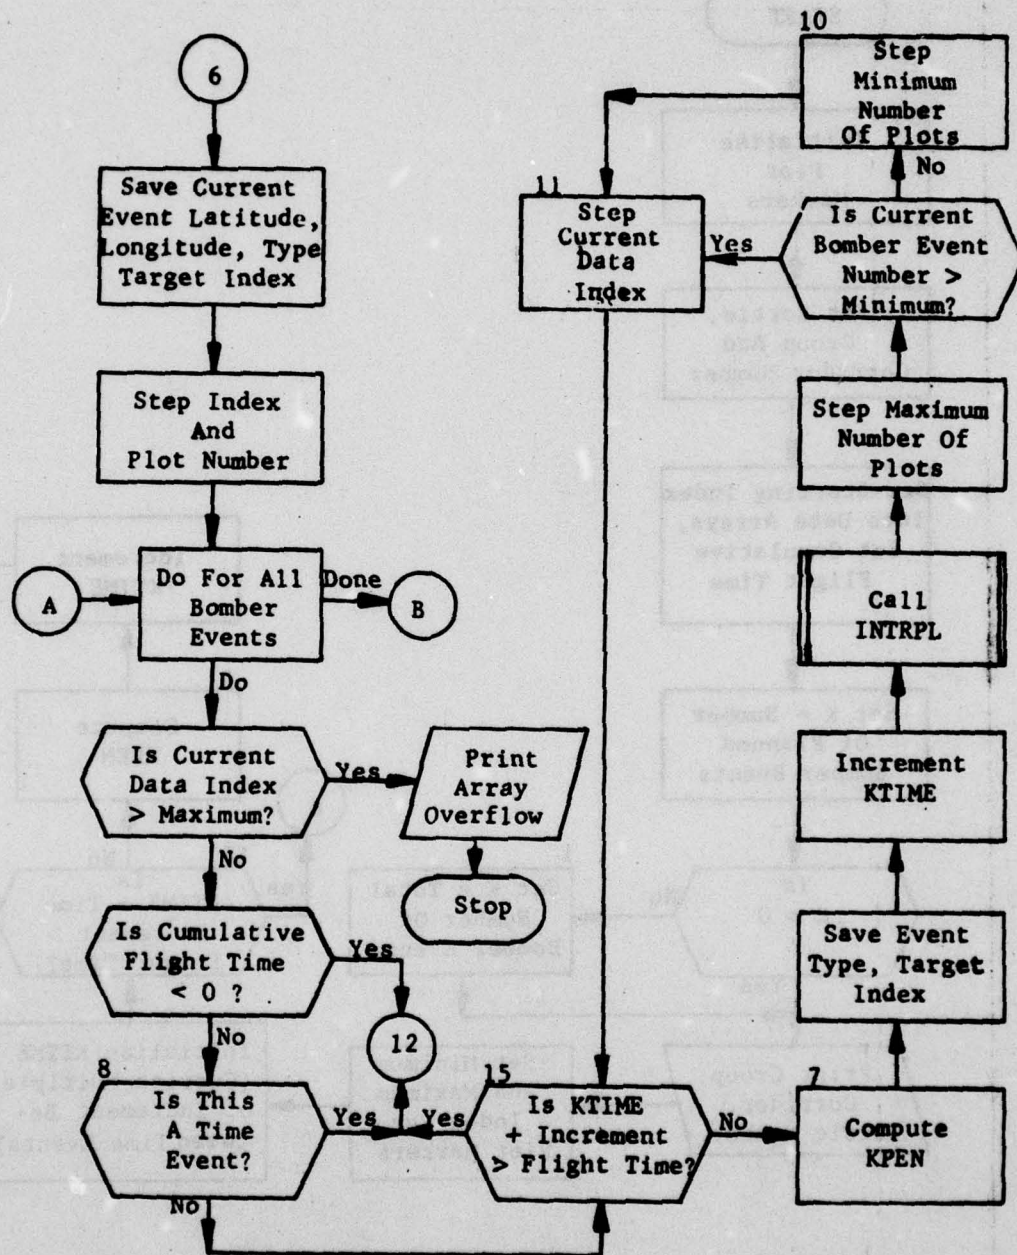 6
Save Current
Event Latitude,
Longitude, Type
Target Index
Step Index
And
Plot Number
A
Do For All
Bomber
Events
Done
B
Do
Is Current
Data Index
> Maximum?
Yes
Print
Array
Overflow
Stop
No
Is Cumulative
Flight Time
< 0 ?
Yes
12
No
8
Is This
A Time
Event?
Yes
No
15
Is KTIME
+ Increment
> Flight Time?
Yes
No
7
Compute
KPEN
Save Event
Type, Target
Index
Increment
KTIME
Call
INTRPL
Step Maximum
Number Of
Plots
Is Current
Bomber Event
Number >
Minimum?
Yes
No
10
Step
Minimum
Number
Of Plots
11
Step
Current
Data
Index